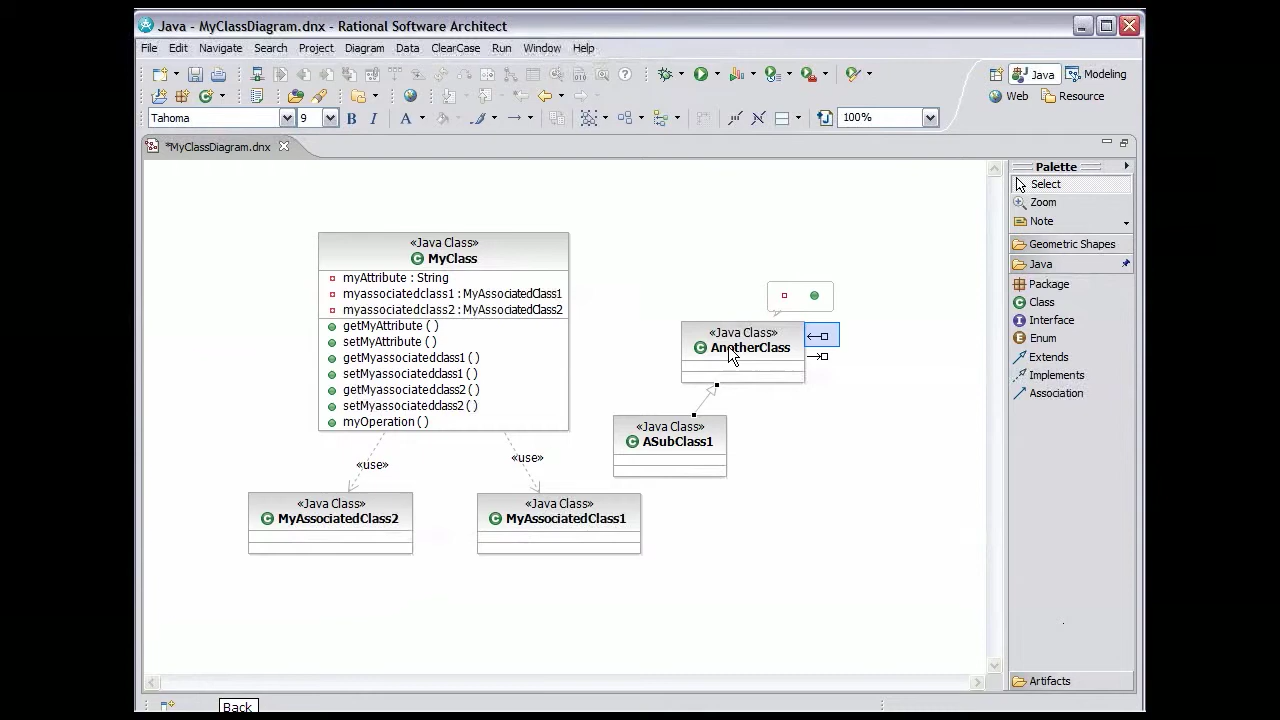 Java - MyClassDiagram.dnx - Rational Software Architect
File Edit Navigate Search Project Diagram Data ClearCase Run Window Help
Java Modeling
Web Resource
Tahoma 9 B I A 100%
*MyClassDiagram.dnx
Palette
Select
Zoom
Note
Geometric Shapes
Java
Package
Class
Interface
Enum
Extends
Implements
Association
Artifacts
«Java Class»
MyClass
myAttribute : String
myassociatedclass1 : MyAssociatedClass1
myassociatedclass2 : MyAssociatedClass2
getMyAttribute ( )
setMyAttribute ( )
getMyassociatedclass1 ( )
setMyassociatedclass1 ( )
getMyassociatedclass2 ( )
setMyassociatedclass2 ( )
myOperation ( )
«use»
«use»
«Java Class»
MyAssociatedClass2
«Java Class»
MyAssociatedClass1
«Java Class»
AnotherClass
«Java Class»
ASubClass1
Back